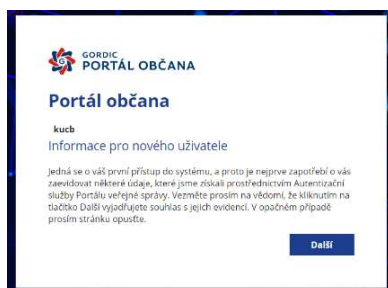 GORDIC
PORTÁL OBČANA
Portál občana
kucb
Informace pro nového uživatele
Jedná se o váš první přístup do systému, a proto je nejprve zapotřebí o vás
zaevidovat některé údaje, které jsme získali prostřednictvím Autentizační
služby Portálu veřejné správy. Vezměte prosím na vědomí, že kliknutím na
tlačítko Další vyjadřujete souhlas s jejich evidencí. V opačném případě
prosím stránku opusťte.
Další